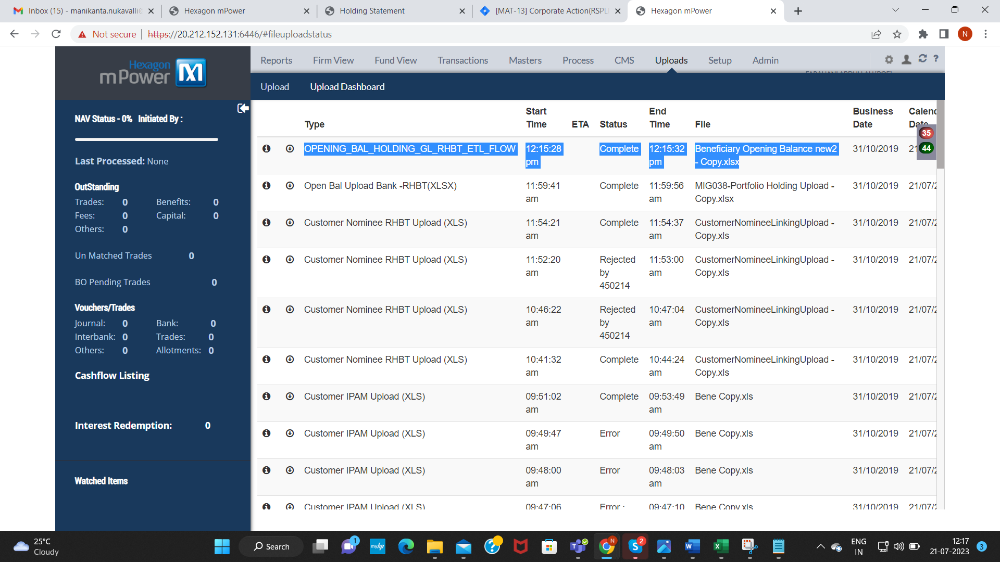 Inbox (15) - manikanta.nukavalli@
Hexagon mPower
Holding Statement
[MAT-13] Corporate Action(RSPL
Hexagon mPower
Not secure
https://20.212.152.131:6446/#fileuploadstatus
N
Hexagon
mPower
Reports Firm View Fund View Transactions Masters Process CMS Uploads Setup Admin
?
Upload Upload Dashboard
NAV Status - 0% Initiated By :
Last Processed: None
OutStanding
Trades: 0 Benefits: 0
Fees: 0 Capital: 0
Others: 0
Un Matched Trades 0
BO Pending Trades 0
Vouchers/Trades
Journal: 0 Bank: 0
Interbank: 0 Trades: 0
Others: 0 Allotments: 0
Cashflow Listing
Interest Redemption: 0
Watched Items
Start End Business Calend
Type Time ETA Status Time File Date Date
35
44
OPENING_BAL_HOLDING_GL_RHBT_ETL_FLOW 12:15:28 Complete 12:15:32 Beneficiary Opening Balance new2 31/10/2019
pm pm - Copy.xlsx
Open Bal Upload Bank -RHBT(XLSX) 11:59:41 Complete 11:59:56 MIG038-Portfolio Holding Upload - 31/10/2019 21/07/2
am am Copy.xlsx
Customer Nominee RHBT Upload (XLS) 11:54:21 Complete 11:54:37 CustomerNomineeLinkingUpload - 31/10/2019 21/07/2
am am Copy.xls
Customer Nominee RHBT Upload (XLS) 11:52:20 Rejected 11:53:00 CustomerNomineeLinkingUpload - 31/10/2019 21/07/2
am by am Copy.xls
450214
Customer Nominee RHBT Upload (XLS) 10:46:22 Rejected 10:47:04 CustomerNomineeLinkingUpload - 31/10/2019 21/07/2
am by am Copy.xls
450214
Customer Nominee RHBT Upload (XLS) 10:41:32 Complete 10:44:24 CustomerNomineeLinkingUpload - 31/10/2019 21/07/2
am am Copy.xls
Customer IPAM Upload (XLS) 09:51:02 Complete 09:53:49 Bene Copy.xls 31/10/2019 21/07/2
am am
Customer IPAM Upload (XLS) 09:49:47 Error 09:49:50 Bene Copy.xls 31/10/2019 21/07/2
am am
Customer IPAM Upload (XLS) 09:48:00 Error 09:48:03 Bene Copy.xls 31/10/2019 21/07/2
am am
Customer IPAM Upload (XLS) 09:47:06 Error : 09:47:10 Bene Copy.xls 31/10/2019 21/07/2
25°C
Cloudy
Search
1
myhp
N
2
ENG
IN
12:17
21-07-2023
3